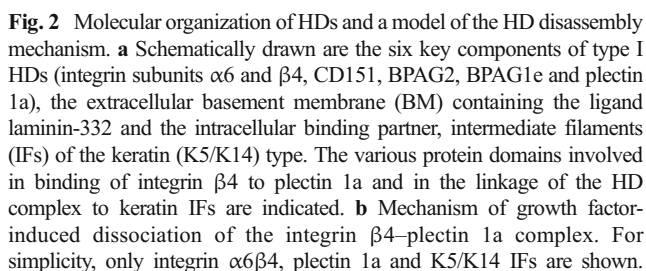 Fig. 2 Molecular organization of HDs and a model of the HD disassembly
mechanism. a Schematically drawn are the six key components of type I
HDs (integrin subunits α6 and β4, CD151, BPAG2, BPAG1e and plectin
1a), the extracellular basement membrane (BM) containing the ligand
laminin-332 and the intracellular binding partner, intermediate filaments
(IFs) of the keratin (K5/K14) type. The various protein domains involved
in binding of integrin β4 to plectin 1a and in the linkage of the HD
complex to keratin IFs are indicated. b Mechanism of growth factor-
induced dissociation of the integrin β4–plectin 1a complex. For
simplicity, only integrin α6β4, plectin 1a and K5/K14 IFs are shown.